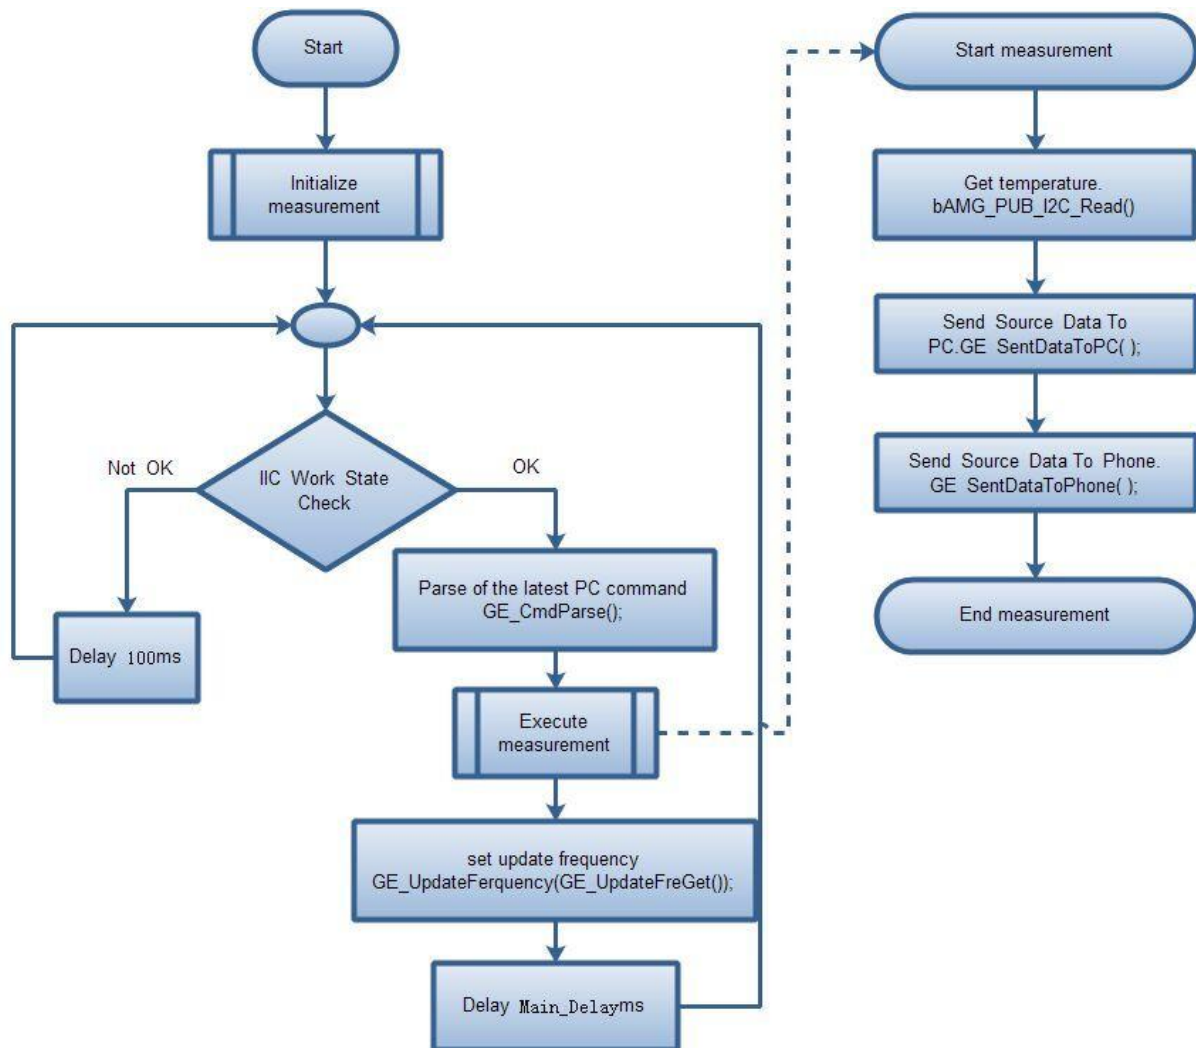 Start
Initialize
measurement
IIC Work State
Check
Not OK
OK
Delay 100ms
Parse of the latest PC command
GE_CmdParse();
Execute
measurement
set update frequency
GE_UpdateFerquency(GE_UpdateFreGet());
Delay Main_Delayms
Start measurement
Get temperature.
bAMG_PUB_I2C_Read()
Send Source Data To
PC.GE SentDataToPC( );
Send Source Data To Phone.
GE SentDataToPhone( );
End measurement